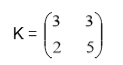 K = (3 3
2 5)